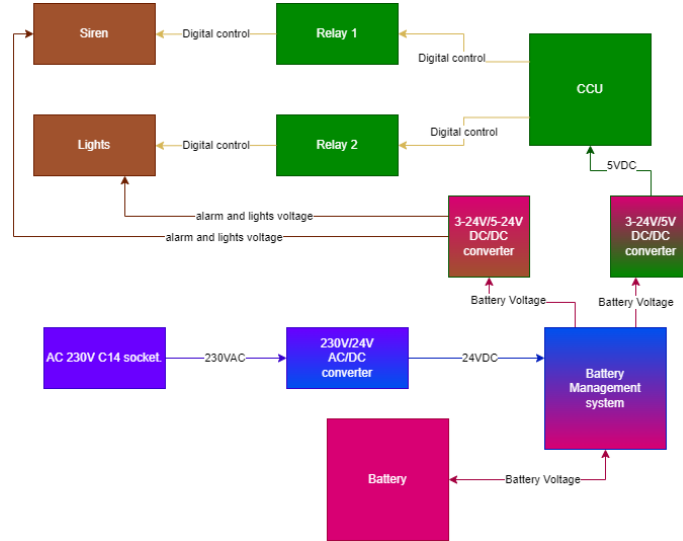 Siren
Digital control
Relay 1
Digital control
CCU
Lights
Digital control
Relay 2
Digital control
5VDC
alarm and lights voltage
alarm and lights voltage
3-24V/5-24V
DC/DC
converter
3-24V/5V
DC/DC
converter
Battery Voltage
Battery Voltage
AC 230V C14 socket.
230VAC
230V/24V
AC/DC
converter
24VDC
Battery
Management
system
Battery
Battery Voltage